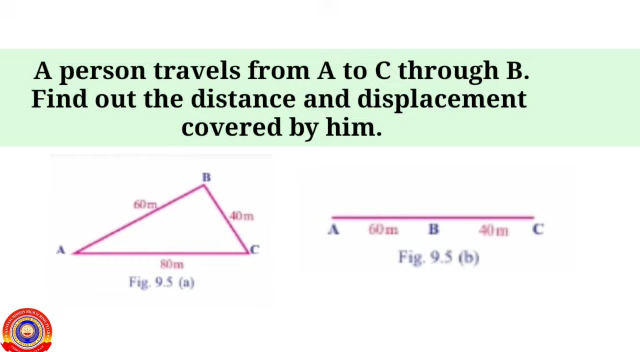 A person travels from A to C through B.
Find out the distance and displacement
covered by him.
B
60m
40m
A
C
80m
Fig. 9.5 (a)
A 60m B 40m C
Fig. 9.5 (b)